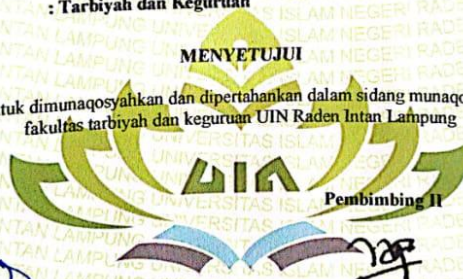 : Tarbiyah dan Keguruan
MENYETUJUI
tuk dimunaqosyahkan dan dipertahankan dalam sidang munaqo
fakultas tarbiyah dan keguruan UIN Raden Intan Lampung
UIN
Pembimbing II